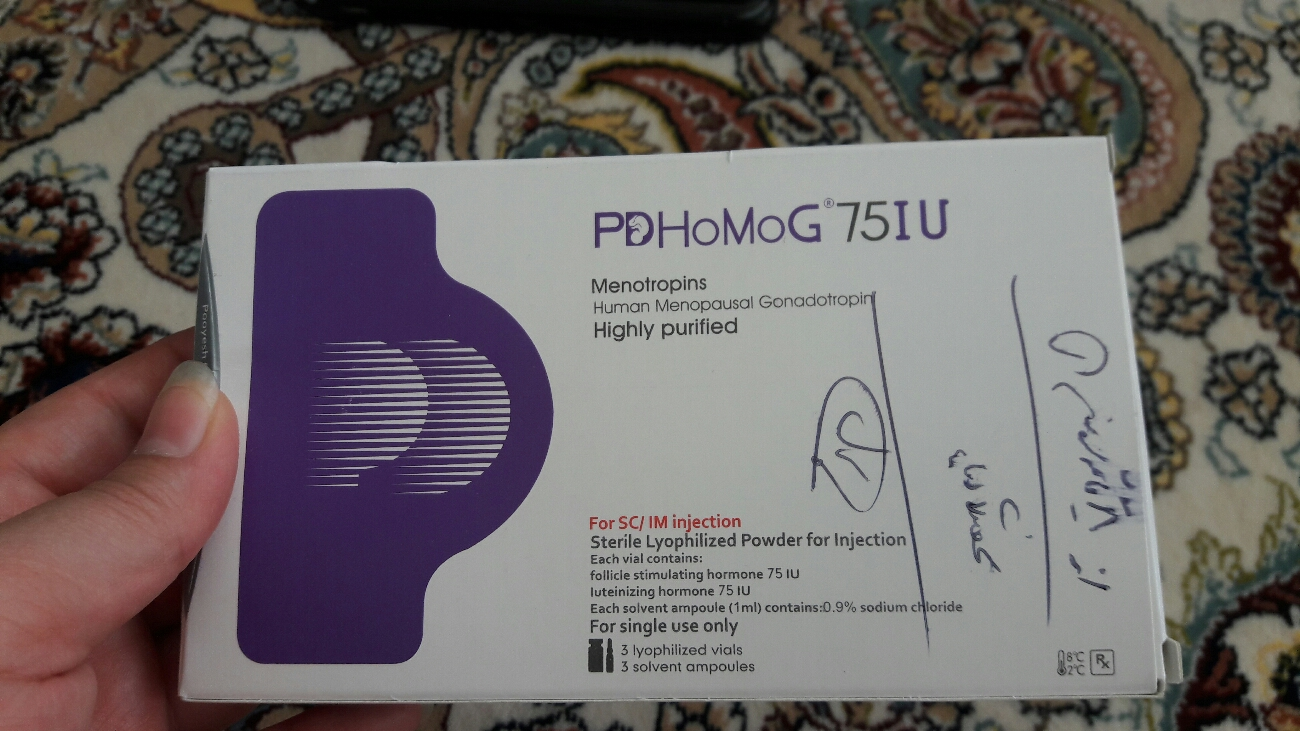 PDHoMoG® 75IU
Menotropins
Human Menopausal Gonadotropin
Highly purified
For SC/ IM injection
Sterile Lyophilized Powder for Injection
Each vial contains:
follicle stimulating hormone 75 IU
luteinizing hormone 75 IU
Each solvent ampoule (1ml) contains:0.9% sodium chloride
For single use only
3 lyophilized vials
3 solvent ampoules
8°C
2°C
Rx
Pooyesh
از